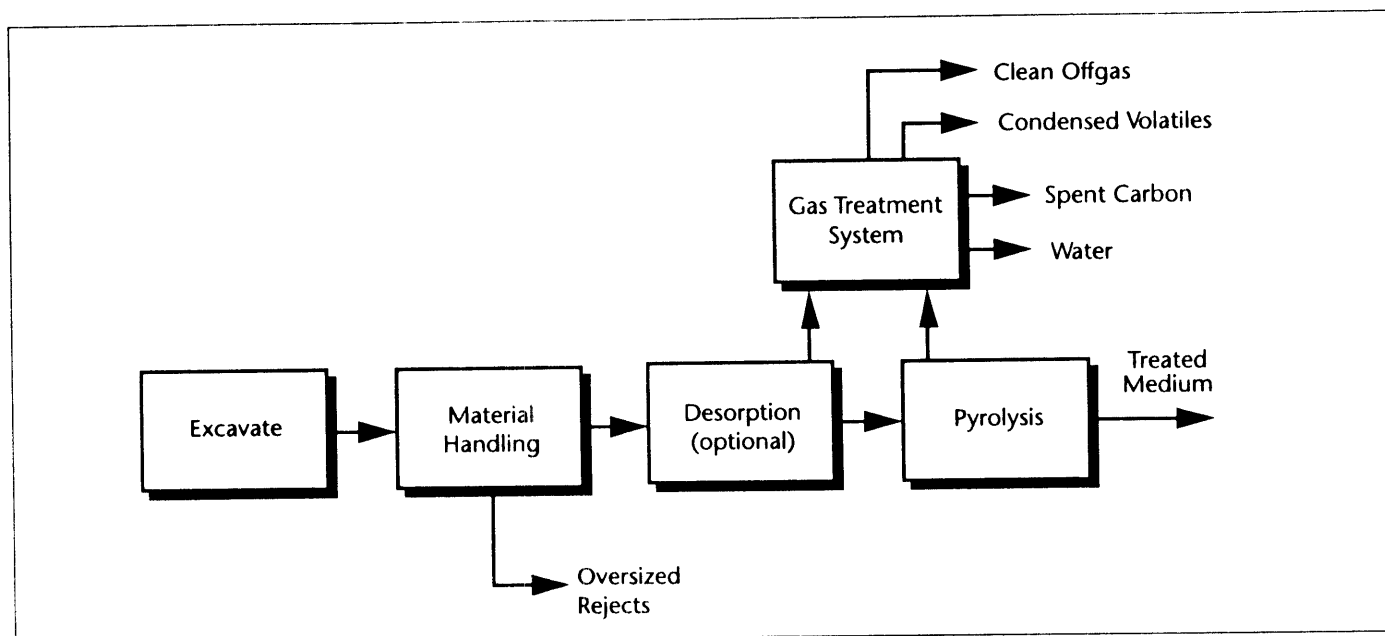 Clean Offgas
Condensed Volatiles
Gas Treatment
System
Spent Carbon
Water
Excavate
Material
Handling
Desorption
(optional)
Pyrolysis
Treated
Medium
Oversized
Rejects